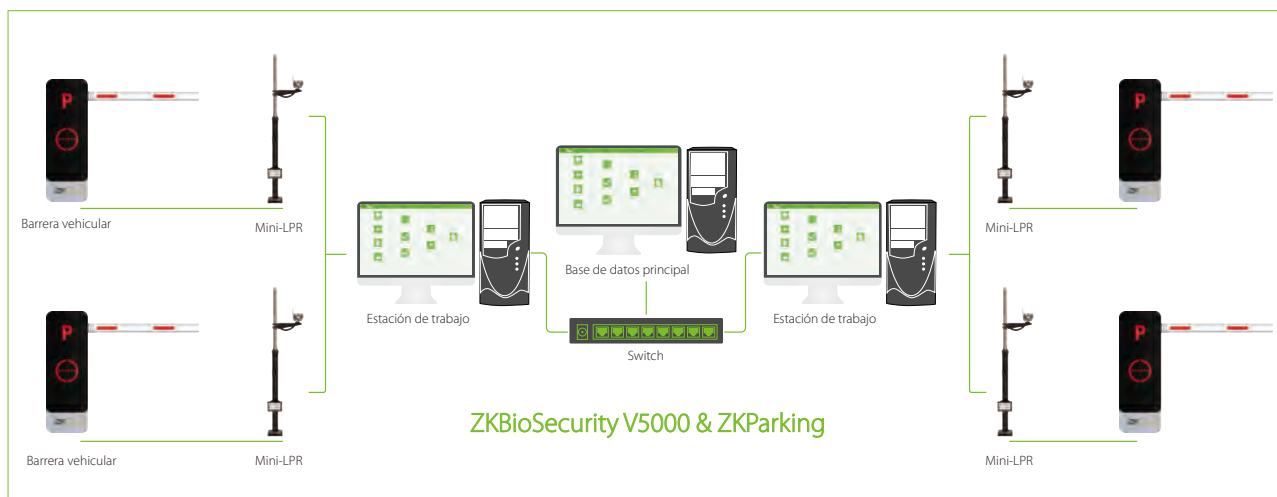 P
P
Barrera vehicular
Mini-LPR
Mini-LPR
Base de datos principal
Estación de trabajo
Estación de trabajo
P
P
Switch
ZKBioSecurity V5000 & ZKParking
Barrera vehicular
Mini-LPR
Mini-LPR